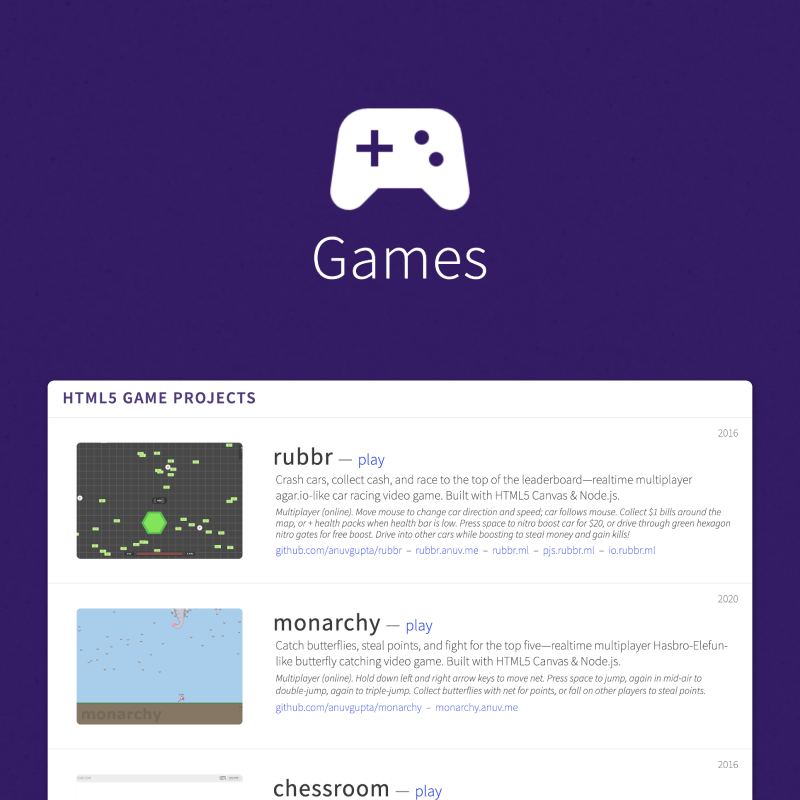 Games
HTML5 GAME PROJECTS
2016
rubbr — play
Crash cars, collect cash, and race to the top of the leaderboard—realtime multiplayer
agar.io-like car racing video game. Built with HTML5 Canvas & Node.js.
Multiplayer (online). Move mouse to change car direction and speed; car follows mouse. Collect $1 bills around the
map, or + health packs when health bar is low. Press space to nitro boost car for $20, or drive through green hexagon
nitro gates for free boost. Drive into other cars while boosting to steal money and gain kills!
github.com/anuvgupta/rubbr – rubbr.anuv.me – rubbr.ml – pjs.rubbr.ml – io.rubbr.ml
2020
monarchy — play
Catch butterflies, steal points, and fight for the top five—realtime multiplayer Hasbro-Elefun-
like butterfly catching video game. Built with HTML5 Canvas & Node.js.
Multiplayer (online). Hold down left and right arrow keys to move net. Press space to jump, again in mid-air to
double-jump, again to triple-jump. Collect butterflies with net for points, or fall on other players to steal points.
github.com/anuvgupta/monarchy – monarchy.anuv.me
monarchy
2016
chessroom — play